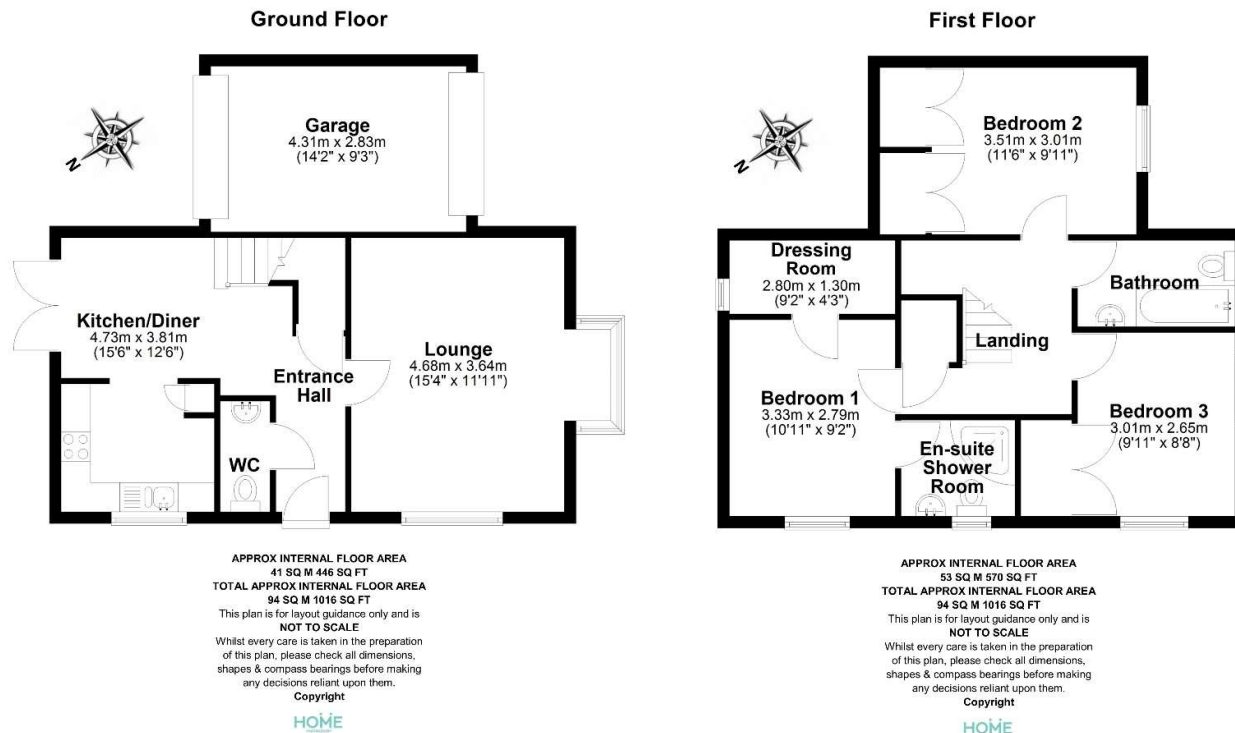 Ground Floor
N
Garage
4.31m x 2.83m
(14'2" x 9'3")
Kitchen/Diner
4.73m x 3.81m
(15'6" x 12'6")
Lounge
4.68m x 3.64m
(15'4" x 11'11")
Entrance
Hall
WC
APPROX INTERNAL FLOOR AREA
41 SQ M 446 SQ FT
TOTAL APPROX INTERNAL FLOOR AREA
94 SQ M 1016 SQ FT
This plan is for layout guidance only and is
NOT TO SCALE
Whilst every care is taken in the preparation
of this plan, please check all dimensions,
shapes & compass bearings before making
any decisions reliant upon them.
Copyright
HOME
First Floor
N
Bedroom 2
3.51m x 3.01m
(11'6" x 9'11")
Dressing
Room
2.80m x 1.30m
(9'2" x 4'3")
Bathroom
Landing
Bedroom 1
3.33m x 2.79m
(10'11" x 9'2")
Bedroom 3
3.01m x 2.65m
(9'11" x 8'8")
En-suite
Shower
Room
APPROX INTERNAL FLOOR AREA
53 SQ M 570 SQ FT
TOTAL APPROX INTERNAL FLOOR AREA
94 SQ M 1016 SQ FT
This plan is for layout guidance only and is
NOT TO SCALE
Whilst every care is taken in the preparation
of this plan, please check all dimensions,
shapes & compass bearings before making
any decisions reliant upon them.
Copyright
HOME